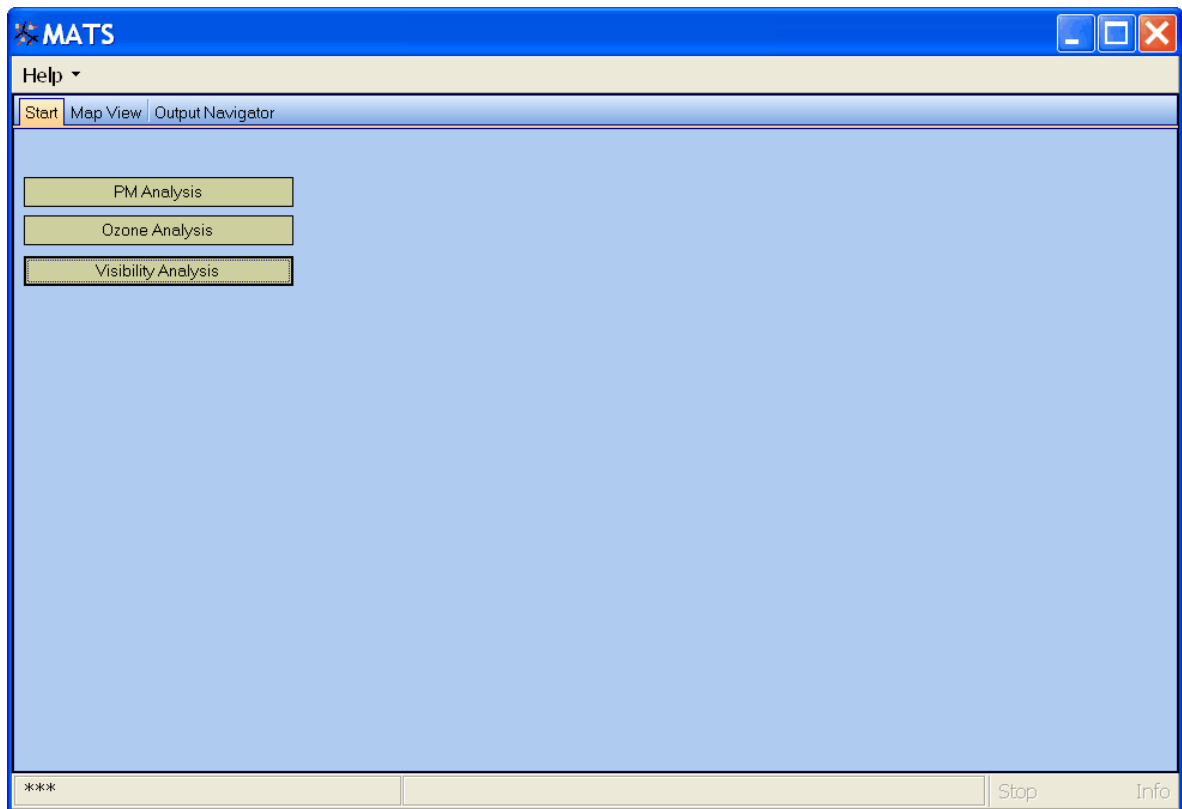 MATS
Help
Start Map View Output Navigator
PM Analysis
Ozone Analysis
Visibility Analysis
*** Stop Info